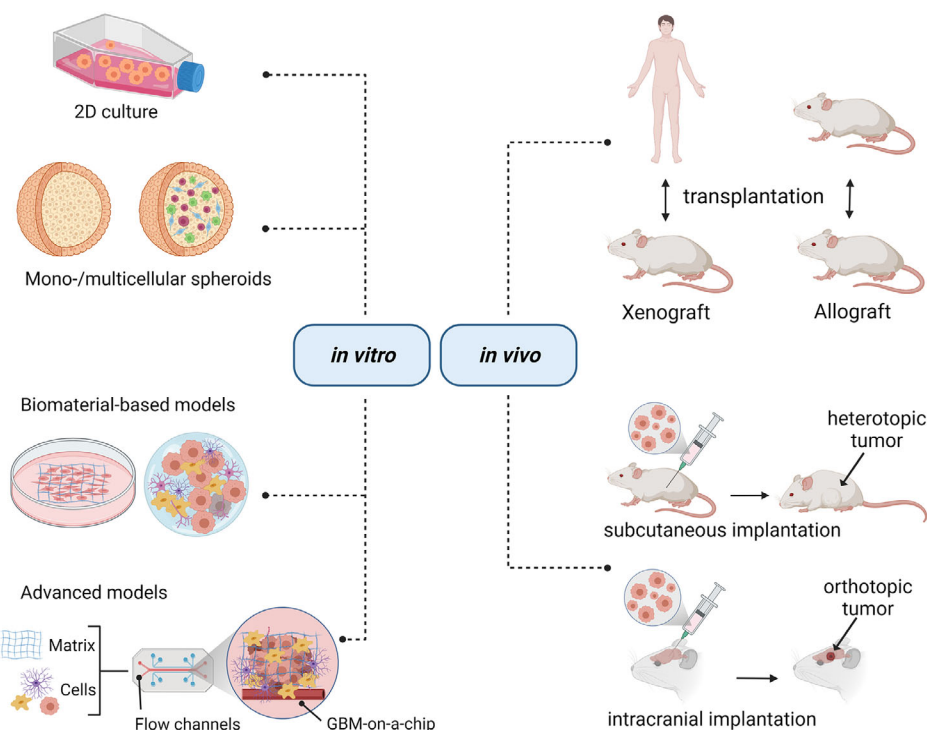 2D culture
Mono-/multicellular spheroids
in vitro
Biomaterial-based models
Advanced models
Matrix
Cells
Flow channels
GBM-on-a-chip
in vivo
transplantation
Xenograft
Allograft
heterotopic
tumor
subcutaneous implantation
orthotopic
tumor
intracranial implantation